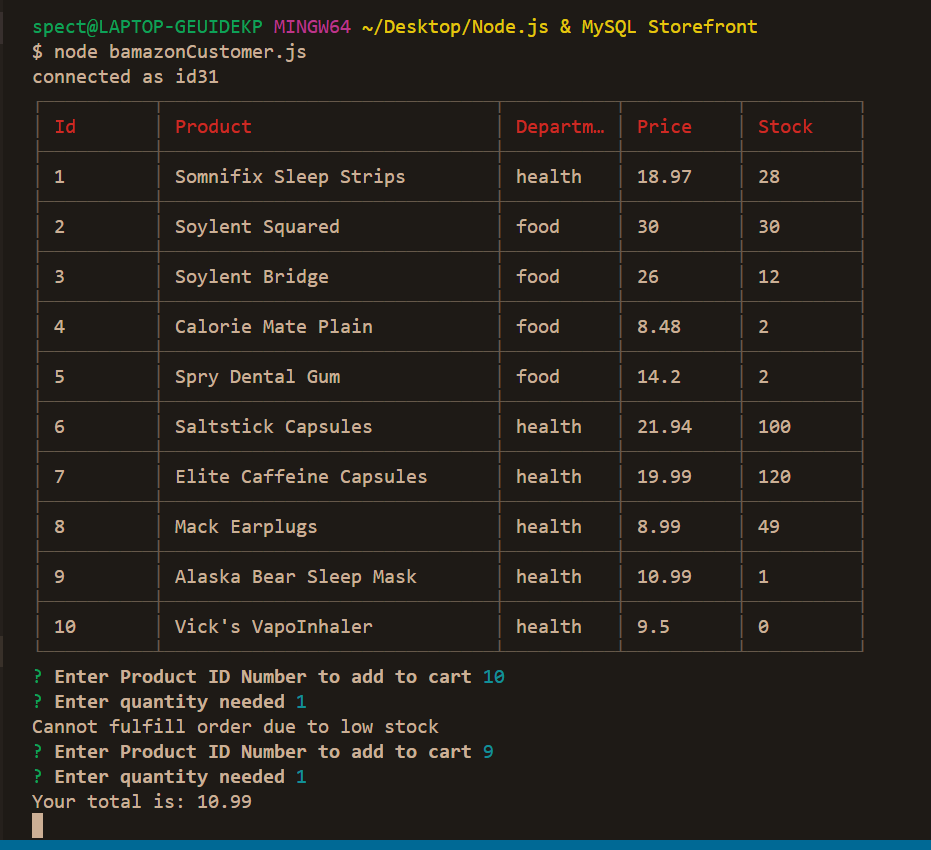 spect@LAPTOP-GEUIDEKP MINGW64 ~/Desktop/Node.js & MySQL Storefront
$ node bamazonCustomer.js
connected as id31
Id Product Departm… Price Stock
1 Somnifix Sleep Strips health 18.97 28
2 Soylent Squared food 30 30
3 Soylent Bridge food 26 12
4 Calorie Mate Plain food 8.48 2
5 Spry Dental Gum food 14.2 2
6 Saltstick Capsules health 21.94 100
7 Elite Caffeine Capsules health 19.99 120
8 Mack Earplugs health 8.99 49
9 Alaska Bear Sleep Mask health 10.99 1
10 Vick's VapoInhaler health 9.5 0
? Enter Product ID Number to add to cart 10
? Enter quantity needed 1
Cannot fulfill order due to low stock
? Enter Product ID Number to add to cart 9
? Enter quantity needed 1
Your total is: 10.99